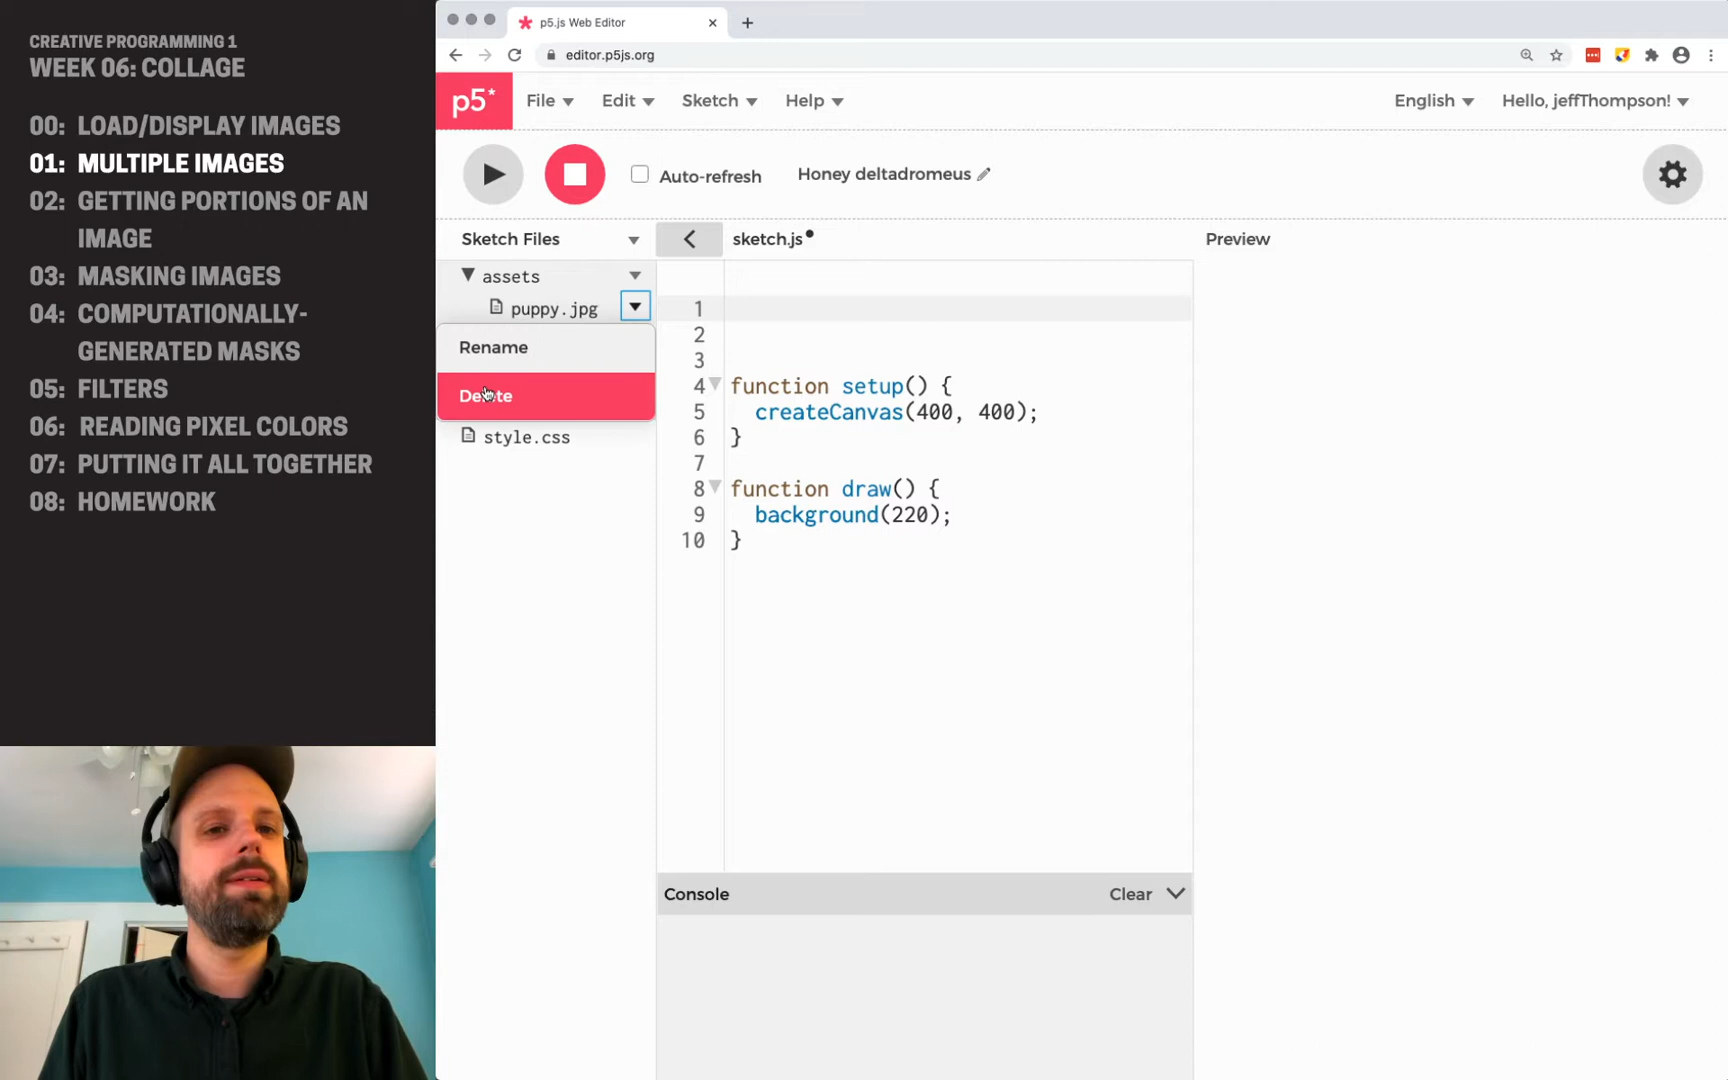 CREATIVE PROGRAMMING 1
WEEK 06: COLLAGE
00: LOAD/DISPLAY IMAGES
01: MULTIPLE IMAGES
02: GETTING PORTIONS OF AN
IMAGE
03: MASKING IMAGES
04: COMPUTATIONALLY-
GENERATED MASKS
05: FILTERS
06: READING PIXEL COLORS
07: PUTTING IT ALL TOGETHER
08: HOMEWORK
p5.js Web Editor
editor.p5js.org
p5* File Edit Sketch Help English Hello, jeffThompson!
Auto-refresh Honey deltadromeus
Sketch Files sketch.js Preview
assets
puppy.jpg
Rename
Delete
style.css
1
2
3
4 function setup() {
5 createCanvas(400, 400);
6 }
7
8 function draw() {
9 background(220);
10 }
Console Clear